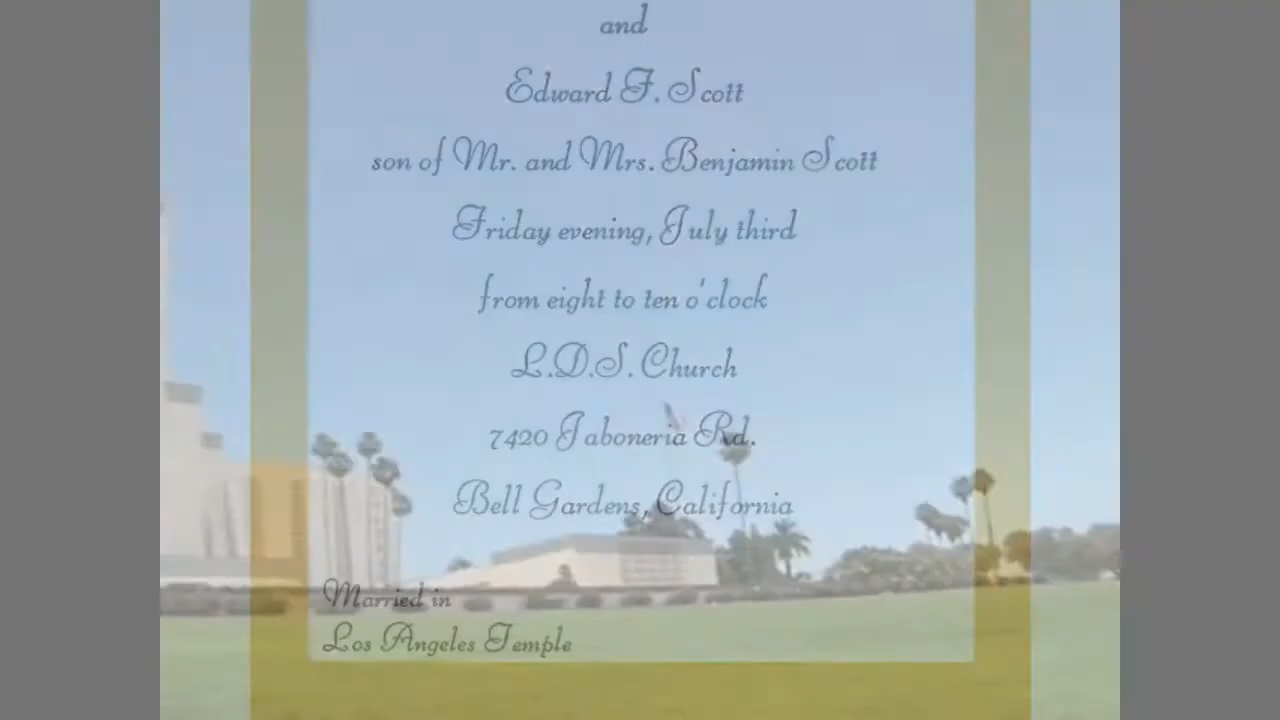 and
Edward F. Scott
son of Mr. and Mrs. Benjamin Scott
Friday evening, July third
from eight to ten o'clock
L.D.S. Church
7420 Jaboneria Rd.
Bell Gardens, California
Married in
Los Angeles Temple